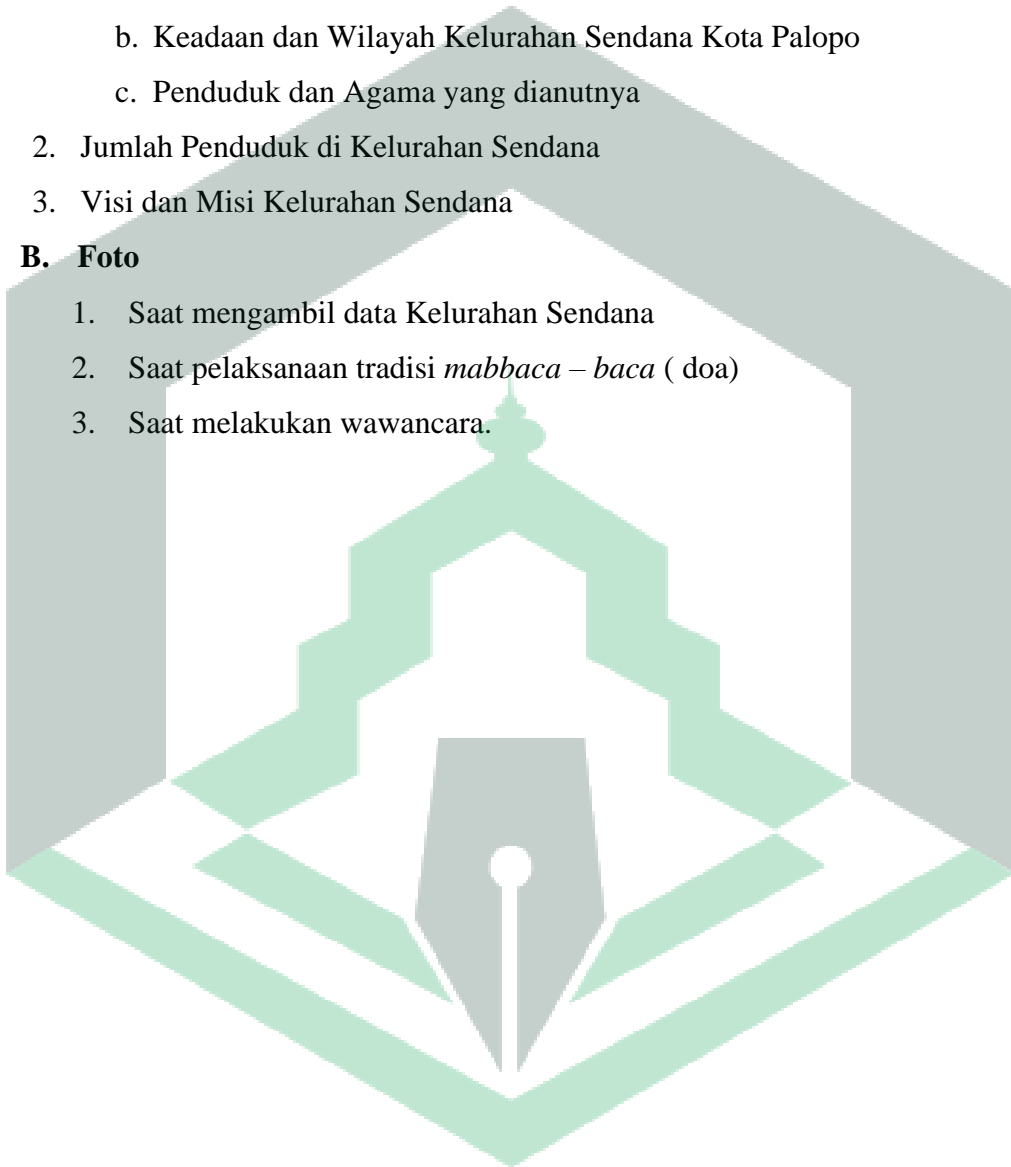 b. Keadaan dan Wilayah Kelurahan Sendana Kota Palopo
c. Penduduk dan Agama yang dianutnya
2. Jumlah Penduduk di Kelurahan Sendana
3. Visi dan Misi Kelurahan Sendana
B. Foto
1. Saat mengambil data Kelurahan Sendana
2. Saat pelaksanaan tradisi mabbaca – baca ( doa)
3. Saat melakukan wawancara.